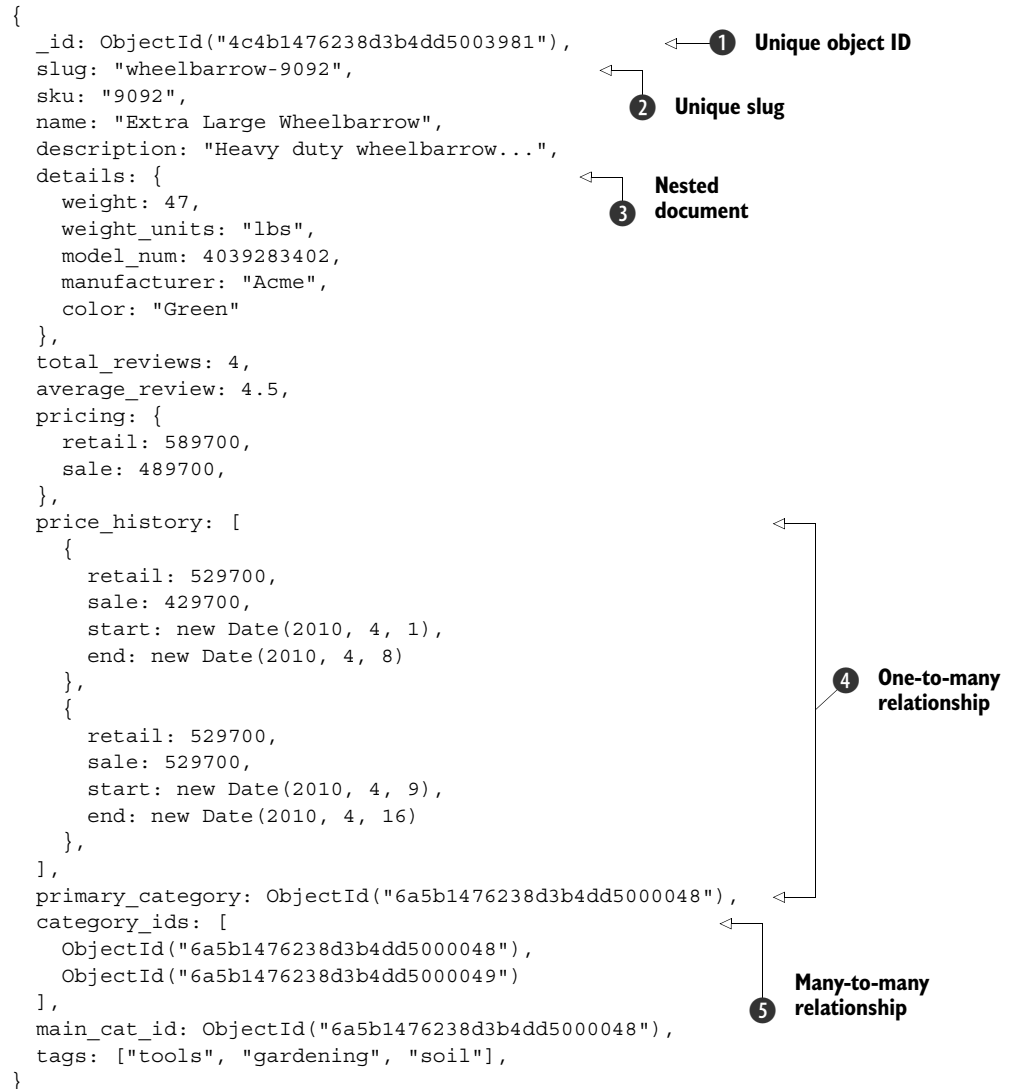 {
  _id: ObjectId("4c4b1476238d3b4dd5003981"), ❶ Unique object ID
  slug: "wheelbarrow-9092",
  sku: "9092",
❷ Unique slug
  name: "Extra Large Wheelbarrow",
  description: "Heavy duty wheelbarrow...",
  details: {
❸ Nested
document
    weight: 47,
    weight_units: "lbs",
    model_num: 4039283402,
    manufacturer: "Acme",
    color: "Green"
  },
  total_reviews: 4,
  average_review: 4.5,
  pricing: {
    retail: 589700,
    sale: 489700,
  },
  price_history: [
    {
      retail: 529700,
      sale: 429700,
      start: new Date(2010, 4, 1),
      end: new Date(2010, 4, 8)
    },
❹ One-to-many
relationship
    {
      retail: 529700,
      sale: 529700,
      start: new Date(2010, 4, 9),
      end: new Date(2010, 4, 16)
    },
  ],
  primary_category: ObjectId("6a5b1476238d3b4dd5000048"),
  category_ids: [
    ObjectId("6a5b1476238d3b4dd5000048"),
    ObjectId("6a5b1476238d3b4dd5000049")
  ],
❺ Many-to-many
relationship
  main_cat_id: ObjectId("6a5b1476238d3b4dd5000048"),
  tags: ["tools", "gardening", "soil"],
}